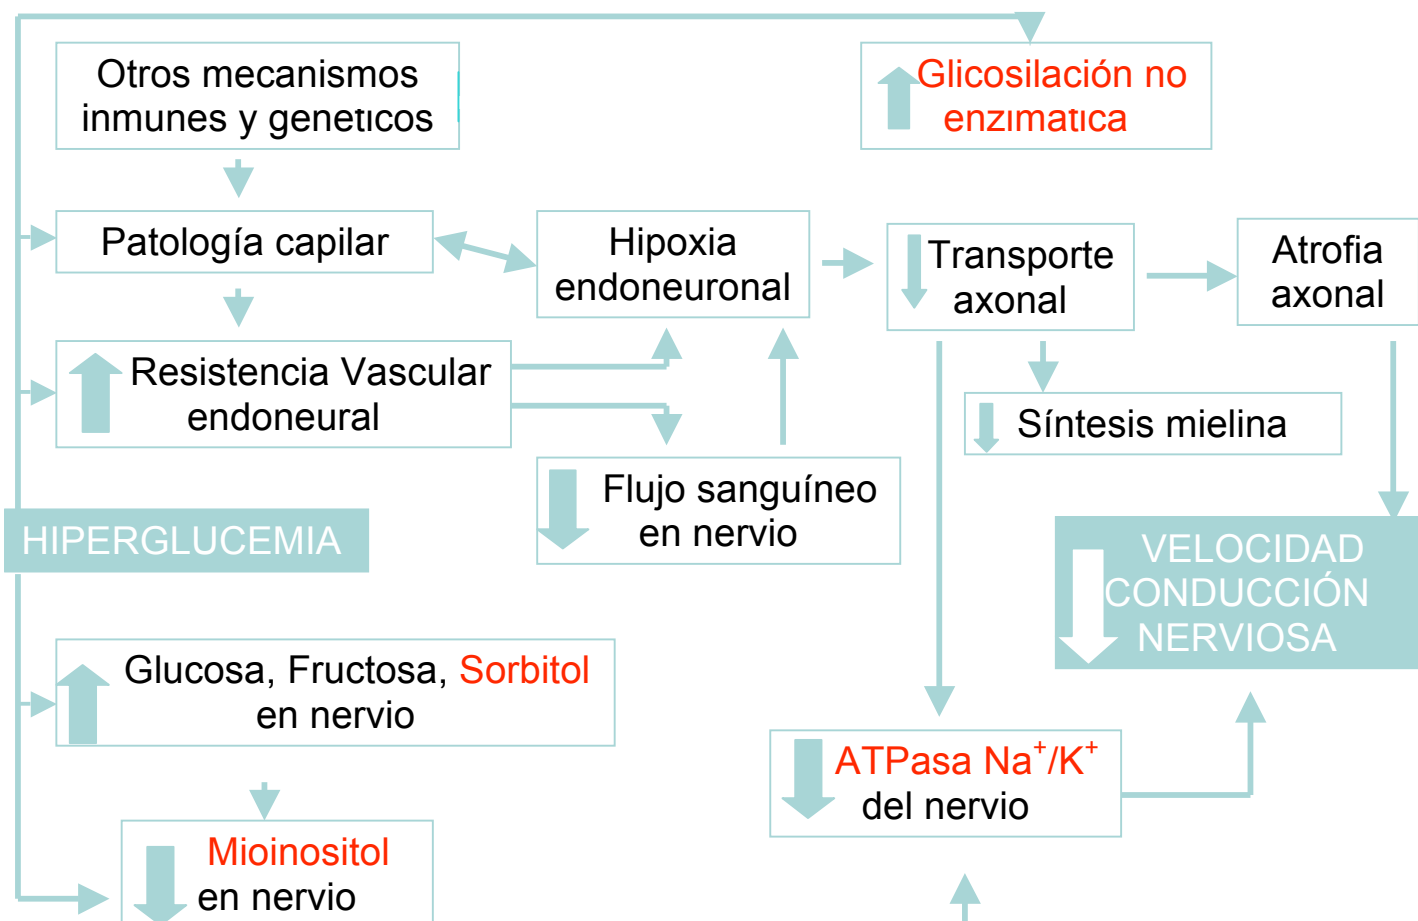 Otros mecanismos
inmunes y geneticos
Glicosilación no
enzimatica
Patología capilar
Hipoxia
endoneuronal
Transporte
axonal
Atrofia
axonal
Resistencia Vascular
endoneural
Síntesis mielina
Flujo sanguíneo
en nervio
HIPERGLUCEMIA
VELOCIDAD
CONDUCCIÓN
NERVIOSA
Glucosa, Fructosa, Sorbitol
en nervio
ATPasa Na⁺/K⁺
del nervio
Mioinositol
en nervio